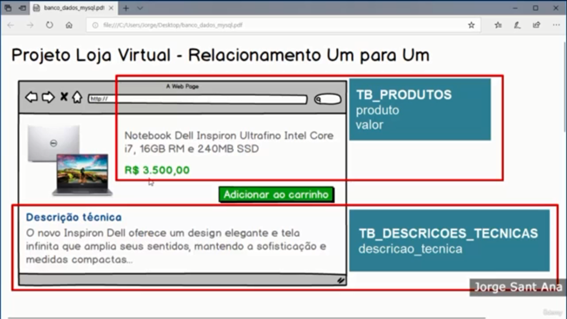 banco_dados_mysql.pdf
file:///C:/Users/Jorge/Desktop/banco_dados_mysql.pdf
Projeto Loja Virtual - Relacionamento Um para Um
A Web Page
http://
TB_PRODUTOS
produto
valor
Notebook Dell Inspiron Ultrafino Intel Core
i7, 16GB RM e 240MB SSD
R$ 3.500,00
Adicionar ao carrinho
Descrição técnica
O novo Inspiron Dell oferece um design elegante e tela
infinita que amplia seus sentidos, mantendo a sofisticação e
medidas compactas...
TB_DESCRICOES_TECNICAS
descricao_tecnica
Jorge Sant Ana
Udemy